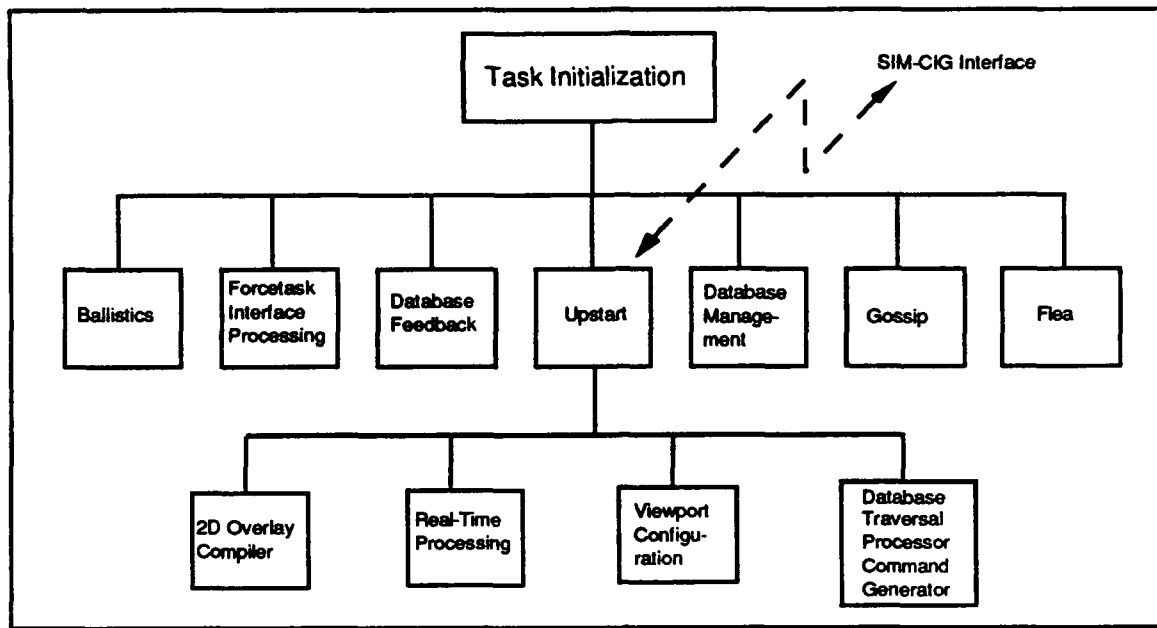 Task Initialization
SIM-CIG Interface
Ballistics
Forcetask
Interface
Processing
Database
Feedback
Upstart
Database
Manage-
ment
Gossip
Flea
2D Overlay
Compiler
Real-Time
Processing
Viewport
Configu-
ration
Database
Traversal
Processor
Command
Generator